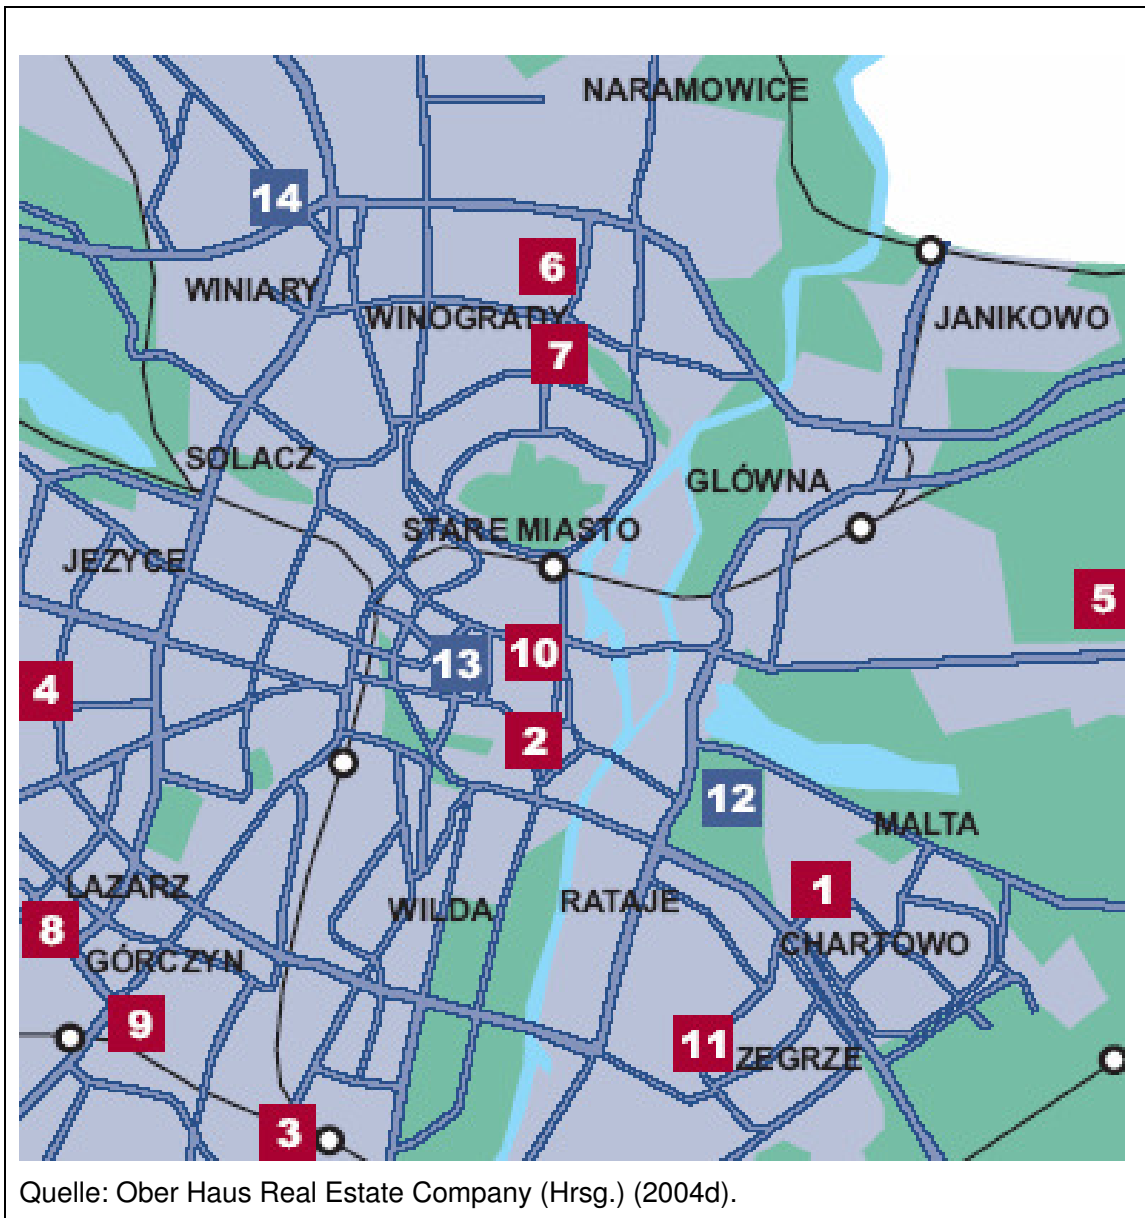 NARAMOWICE
14
6
WINIARY
WINOGRADY
JANIKOWO
7
SOLACZ
GLÓWNA
STARE MIASTO
JEZYCE
5
10
13
4
2
12
MALTA
LAZARZ
1
WILDA
RATAJE
8
CHARTOWO
GÓRCZYN
9
11
ZEGRZE
3
Quelle: Ober Haus Real Estate Company (Hrsg.) (2004d).